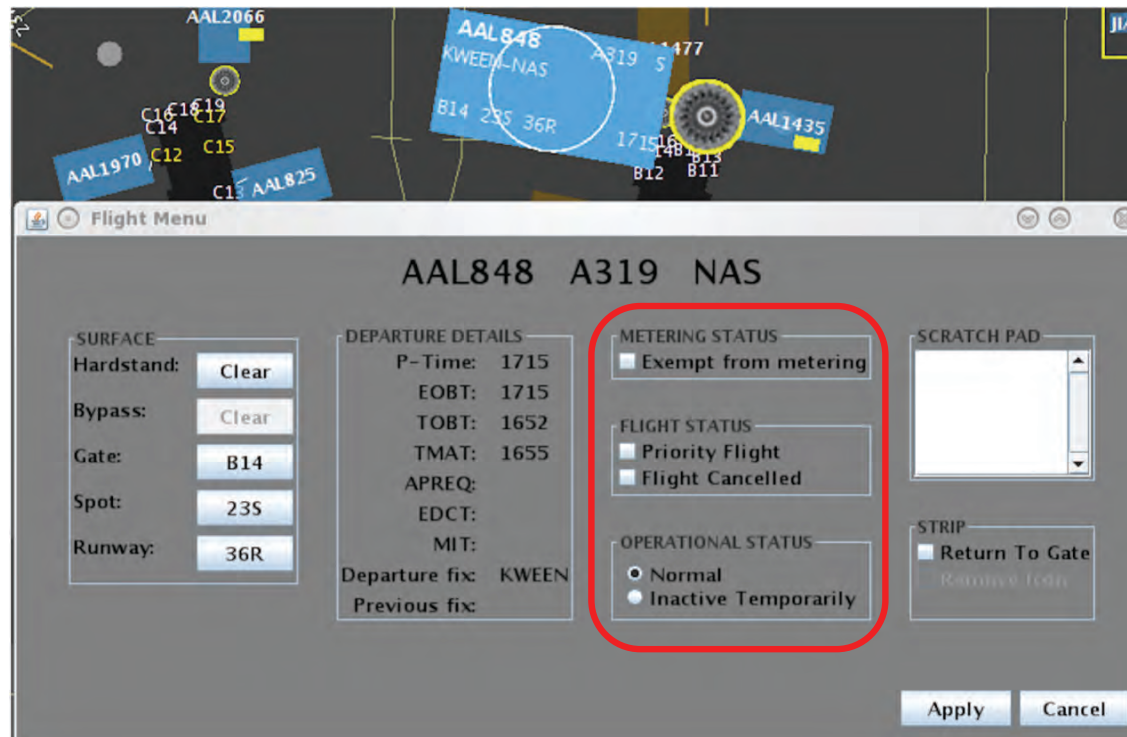 AAL2066
AAL848
A319 S
KWEEN-NAS
B14 23S 36R
1715
1477
AAL1435
C19
C18
C16
C17
C14
C12
C15
C13
AAL1970
AAL825
B13
B12
B11
Flight Menu
AAL848 A319 NAS
SURFACE
Hardstand: Clear
Bypass: Clear
Gate: B14
Spot: 23S
Runway: 36R
DEPARTURE DETAILS
P-Time: 1715
EOBT: 1715
TOBT: 1652
TMAT: 1655
APREQ:
EDCT:
MIT:
Departure fix: KWEEN
Previous fix:
METERING STATUS
Exempt from metering
FLIGHT STATUS
Priority Flight
Flight Cancelled
OPERATIONAL STATUS
Normal
Inactive Temporarily
SCRATCH PAD
STRIP
Return To Gate
Remove Icon
Apply
Cancel